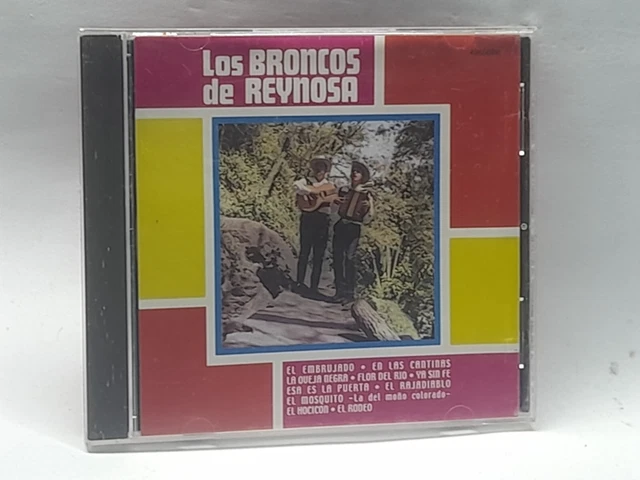 Los BRONCOS
de REYNOSA
EL EMBRUJADO • EN LAS CANTINAS
LA OVEJA NEGRA • FLOR DEL RIO • YA SIN FE
ESA ES LA PUERTA • EL RAJADIABLO
EL MOSQUITO -La del moño colorado-
EL HOCICON • EL RODEO